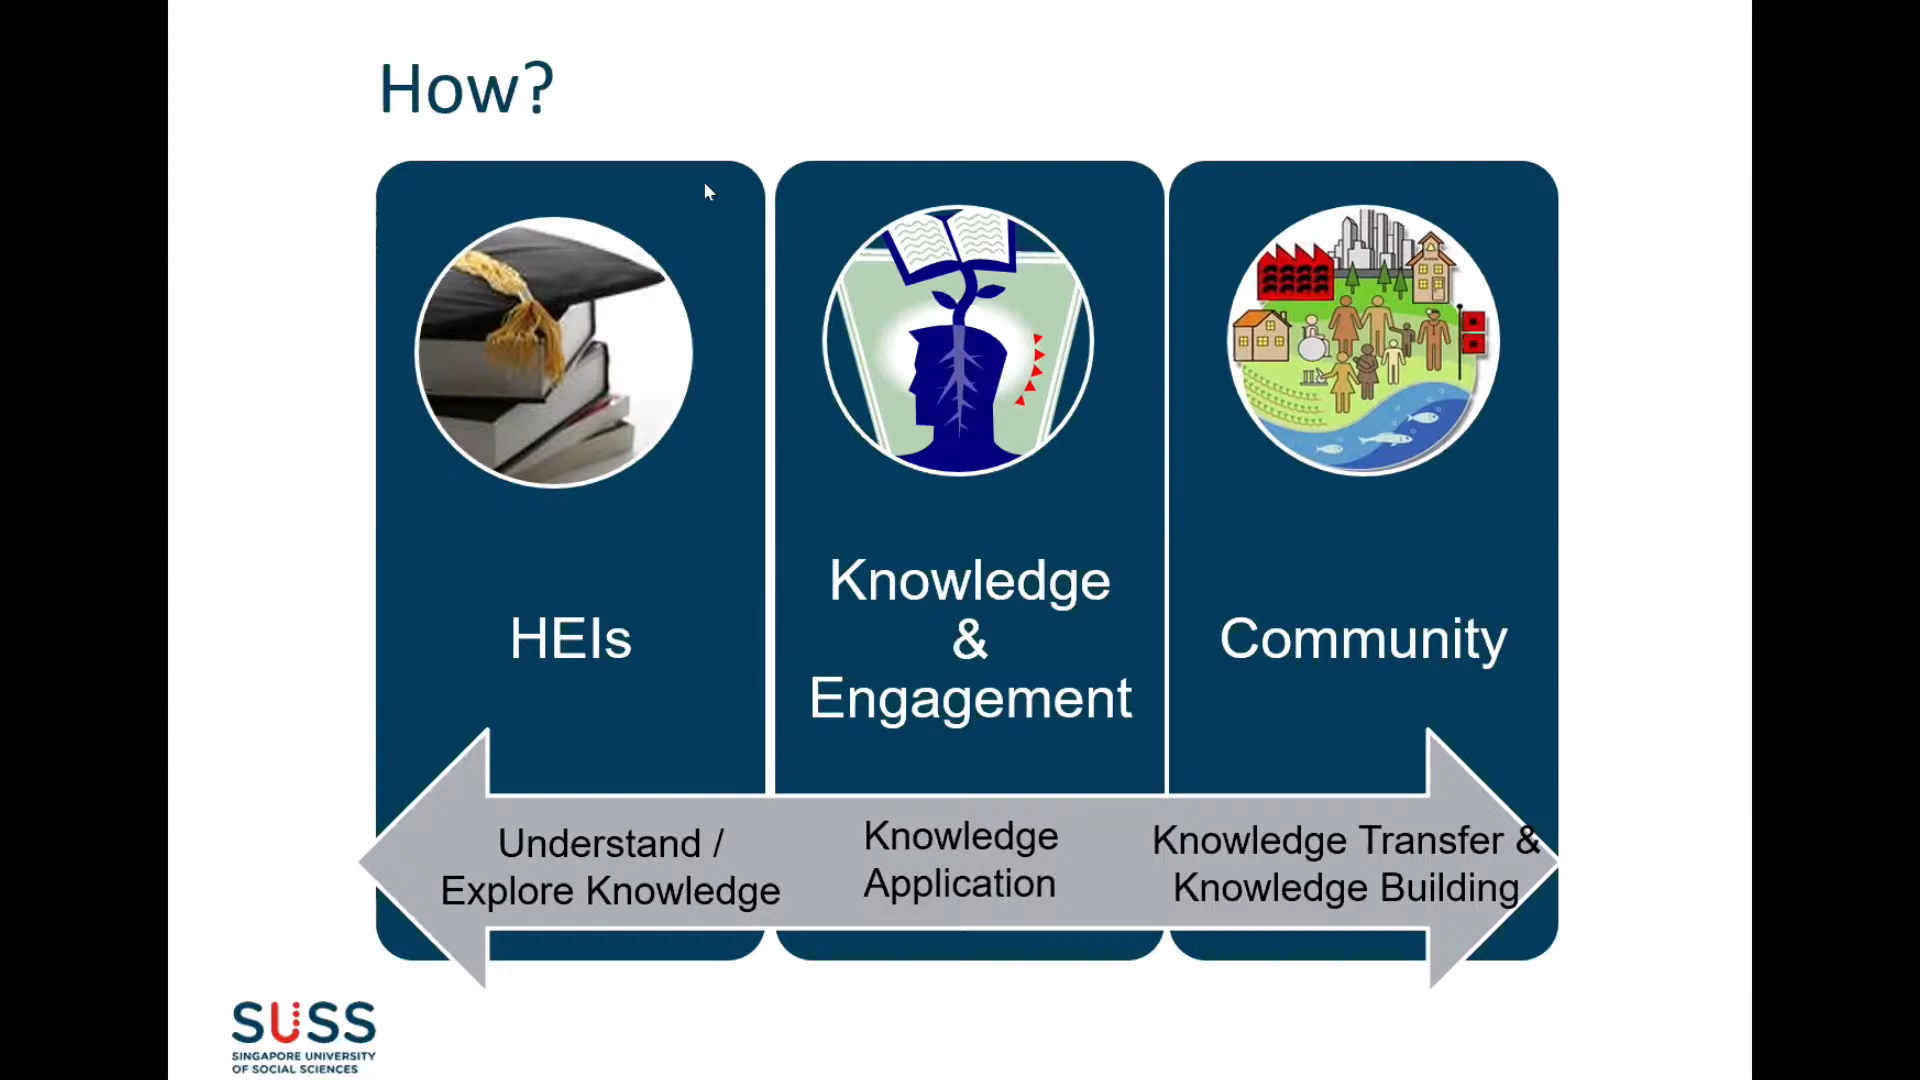 How?
HEIs
Knowledge
&
Engagement
Community
Understand /
Explore Knowledge
Knowledge
Application
Knowledge Transfer &
Knowledge Building
SUSS
SINGAPORE UNIVERSITY
OF SOCIAL SCIENCES